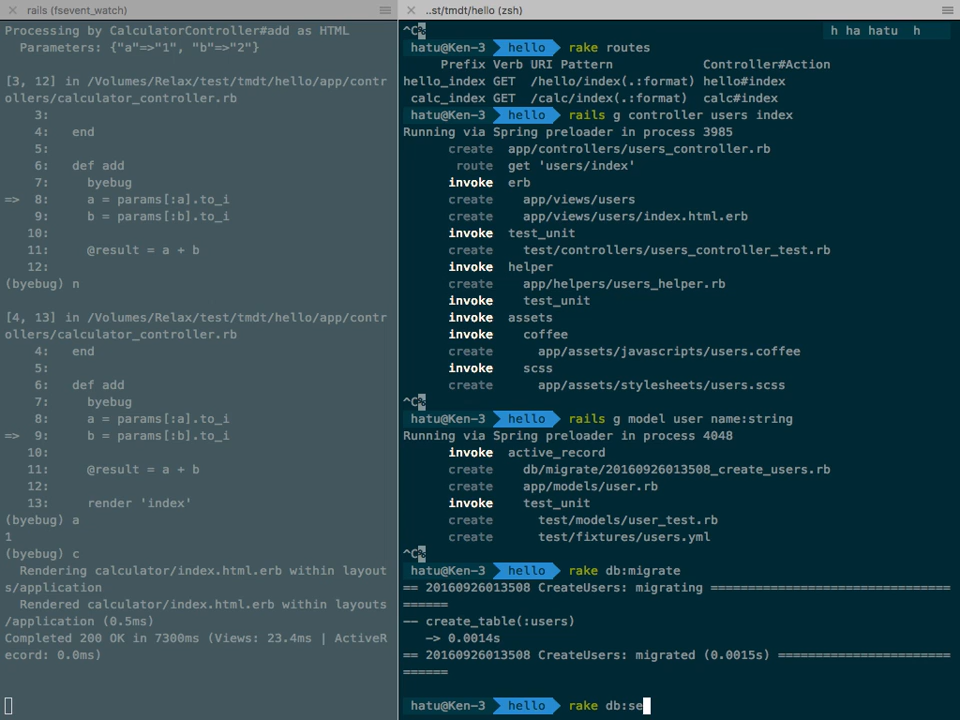 rails (fsevent_watch)
Processing by CalculatorController#add as HTML
  Parameters: {"a"=>"1", "b"=>"2"}
[3, 12] in /Volumes/Relax/test/tmdt/hello/app/contr
ollers/calculator_controller.rb
    3:
    4:   end
    5:
    6:   def add
    7:     byebug
=>  8:     a = params[:a].to_i
    9:     b = params[:b].to_i
   10:
   11:     @result = a + b
   12:
(byebug) n
[4, 13] in /Volumes/Relax/test/tmdt/hello/app/contr
ollers/calculator_controller.rb
    4:   end
    5:
    6:   def add
    7:     byebug
    8:     a = params[:a].to_i
=>  9:     b = params[:b].to_i
   10:
   11:     @result = a + b
   12:
   13:     render 'index'
(byebug) a
1
(byebug) c
  Rendering calculator/index.html.erb within layout
s/application
  Rendered calculator/index.html.erb within layouts
/application (0.5ms)
Completed 200 OK in 7300ms (Views: 23.4ms | ActiveR
ecord: 0.0ms)
..st/tmdt/hello (zsh)
^C%
h ha hatu  h
hatu@Ken-3 hello rake routes
     Prefix Verb URI Pattern            Controller#Action
hello_index GET  /hello/index(.:format) hello#index
 calc_index GET  /calc/index(.:format)  calc#index
hatu@Ken-3 hello rails g controller users index
Running via Spring preloader in process 3985
      create  app/controllers/users_controller.rb
       route  get 'users/index'
      invoke  erb
      create    app/views/users
      create    app/views/users/index.html.erb
      invoke  test_unit
      create    test/controllers/users_controller_test.rb
      invoke  helper
      create    app/helpers/users_helper.rb
      invoke    test_unit
      invoke  assets
      invoke    coffee
      create      app/assets/javascripts/users.coffee
      invoke    scss
      create      app/assets/stylesheets/users.scss
^C%
hatu@Ken-3 hello rails g model user name:string
Running via Spring preloader in process 4048
      invoke  active_record
      create    db/migrate/20160926013508_create_users.rb
      create    app/models/user.rb
      invoke    test_unit
      create      test/models/user_test.rb
      create      test/fixtures/users.yml
^C%
hatu@Ken-3 hello rake db:migrate
== 20160926013508 CreateUsers: migrating ================================
======
-- create_table(:users)
   -> 0.0014s
== 20160926013508 CreateUsers: migrated (0.0015s) =======================
======
hatu@Ken-3 hello rake db:se